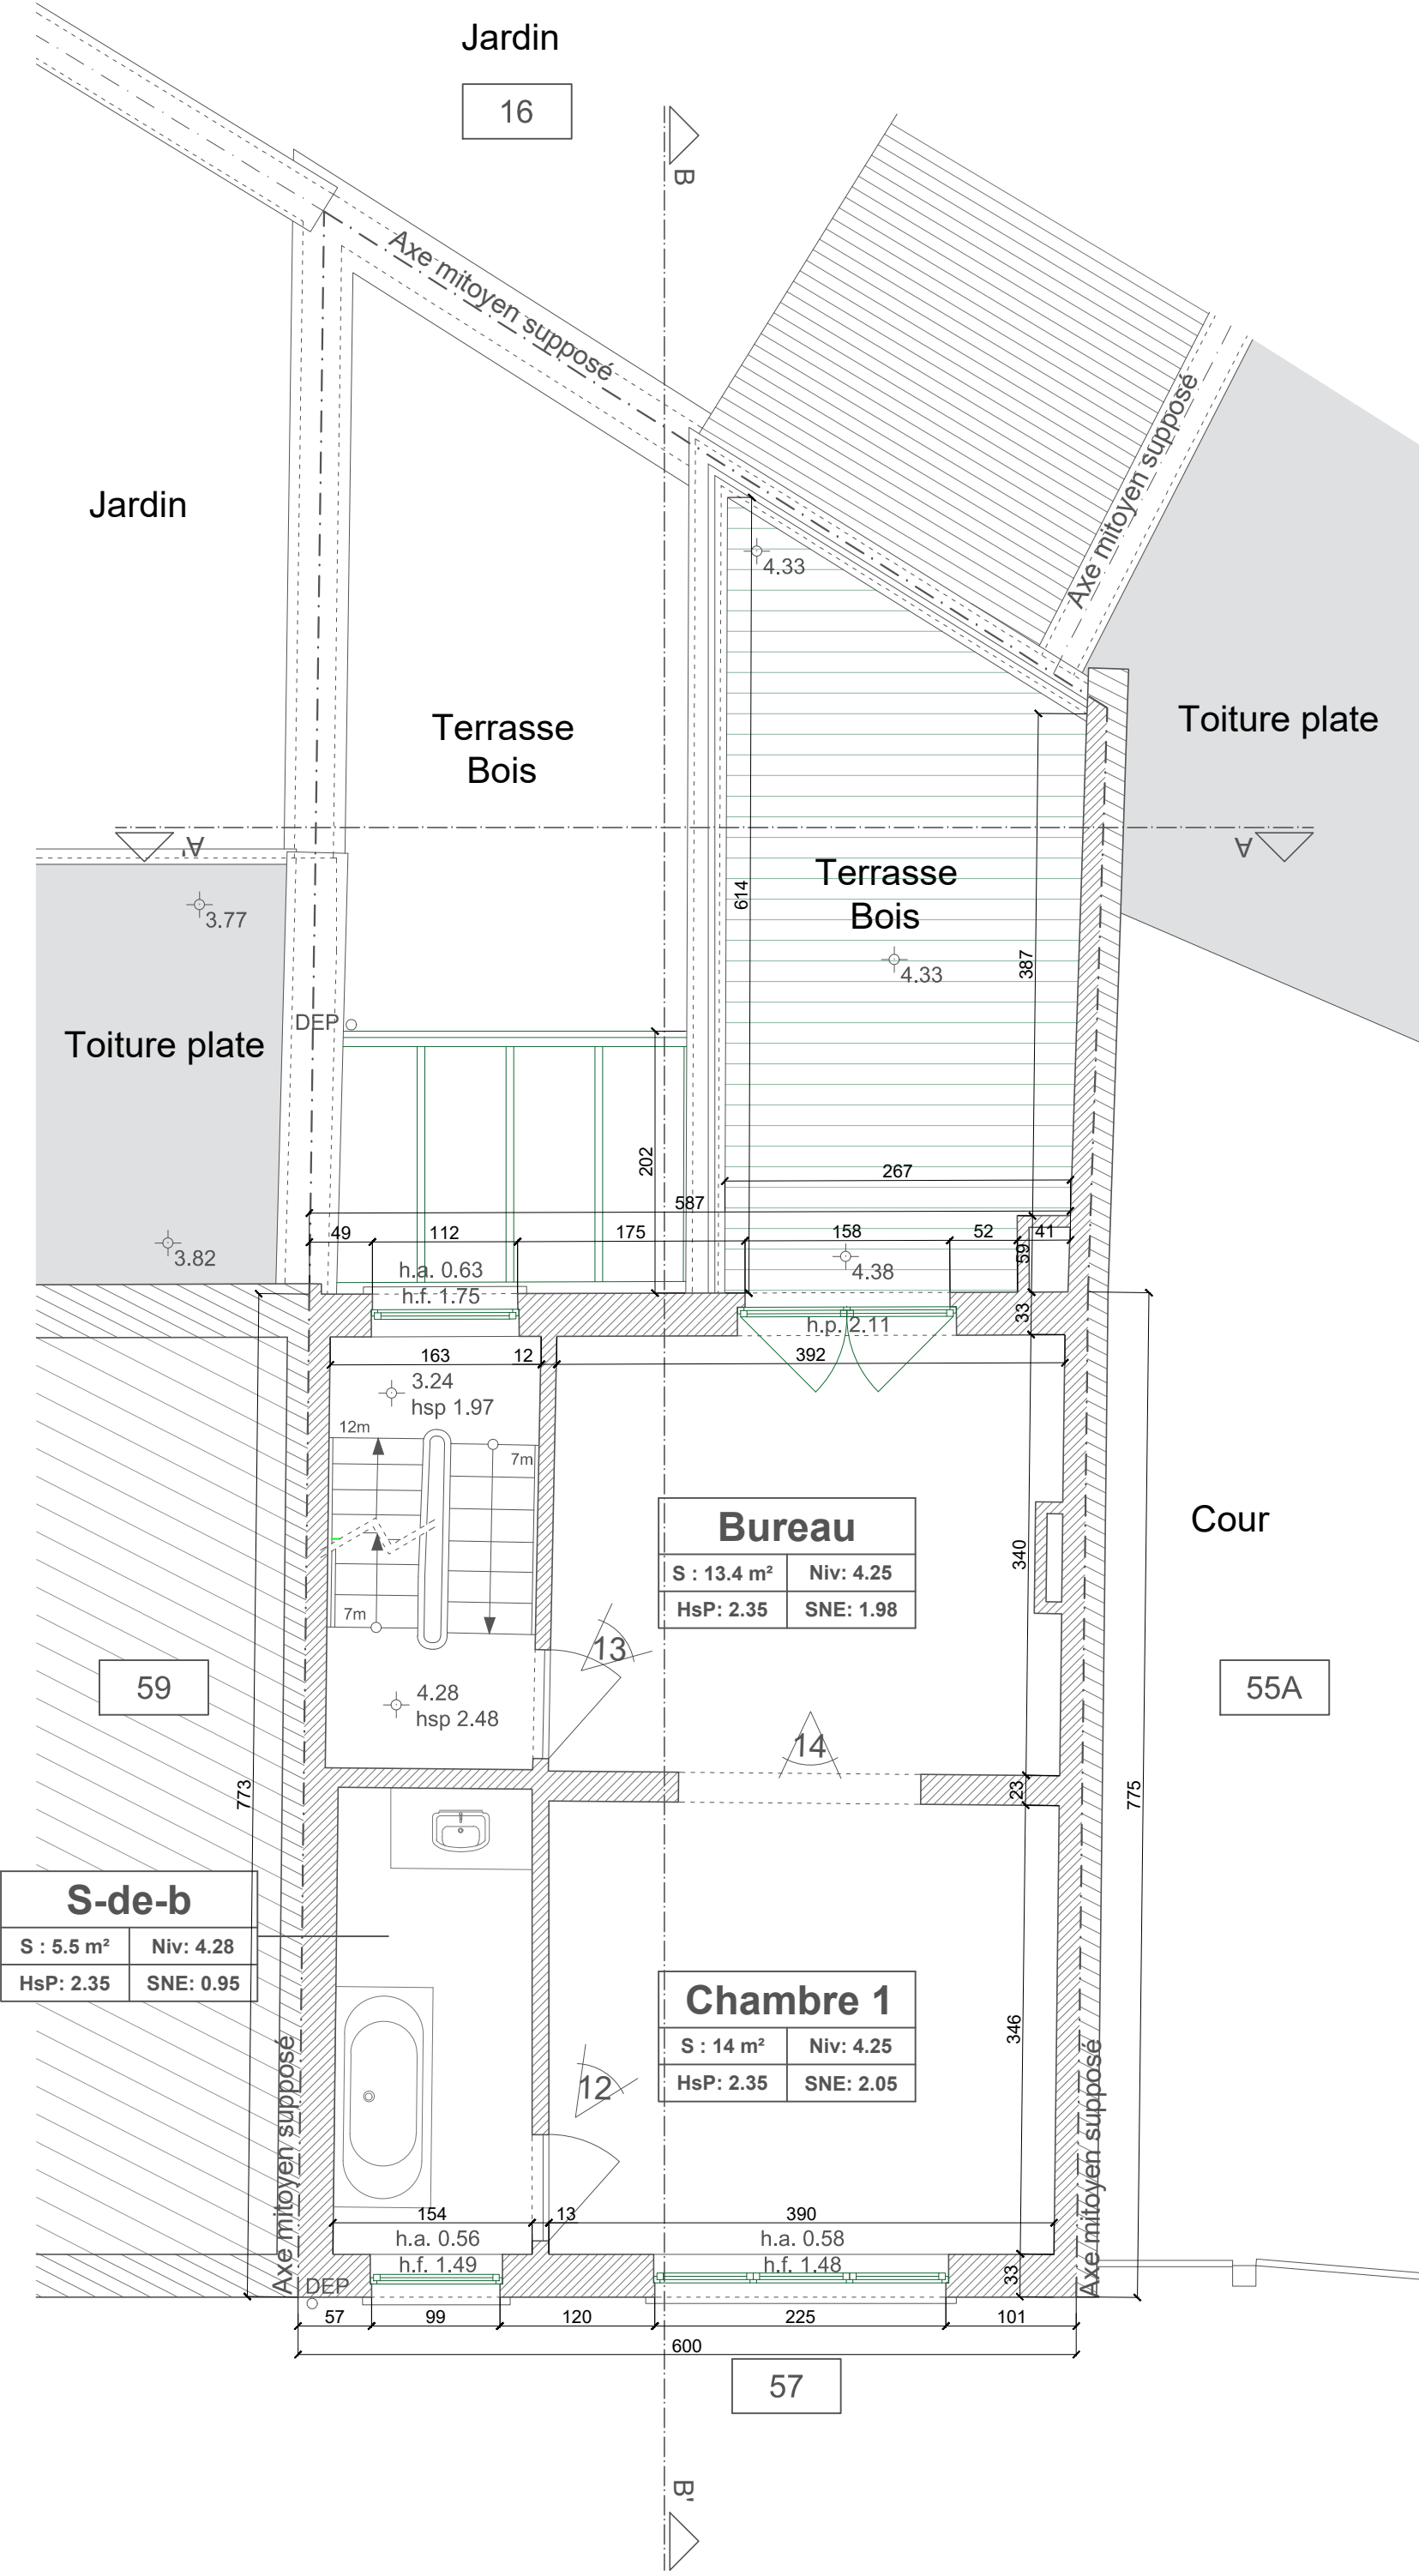 Jardin
16
B
Axe mitoyen supposé
Axe mitoyen supposé
Jardin
4.33
Terrasse
Bois
Toiture plate
A'
A
Terrasse
Bois
614
3.77
4.33
387
DEP
Toiture plate
202
267
587
49
112
175
158
52
41
59
3.82
h.a. 0.63
4.38
h.f. 1.75
33
h.p. 2.11
163
12
392
3.24
hsp 1.97
12m
7m
Bureau
S : 13.4 m²
Niv: 4.25
HsP: 2.35
SNE: 1.98
Cour
340
7m
13
59
4.28
hsp 2.48
55A
14
773
23
775
S-de-b
S : 5.5 m²
Niv: 4.28
HsP: 2.35
SNE: 0.95
Chambre 1
S : 14 m²
Niv: 4.25
HsP: 2.35
SNE: 2.05
346
12
Axe mitoyen supposé
Axe mitoyen supposé
154
13
390
h.a. 0.56
h.a. 0.58
h.f. 1.49
h.f. 1.48
33
DEP
57
99
120
225
101
600
57
B'